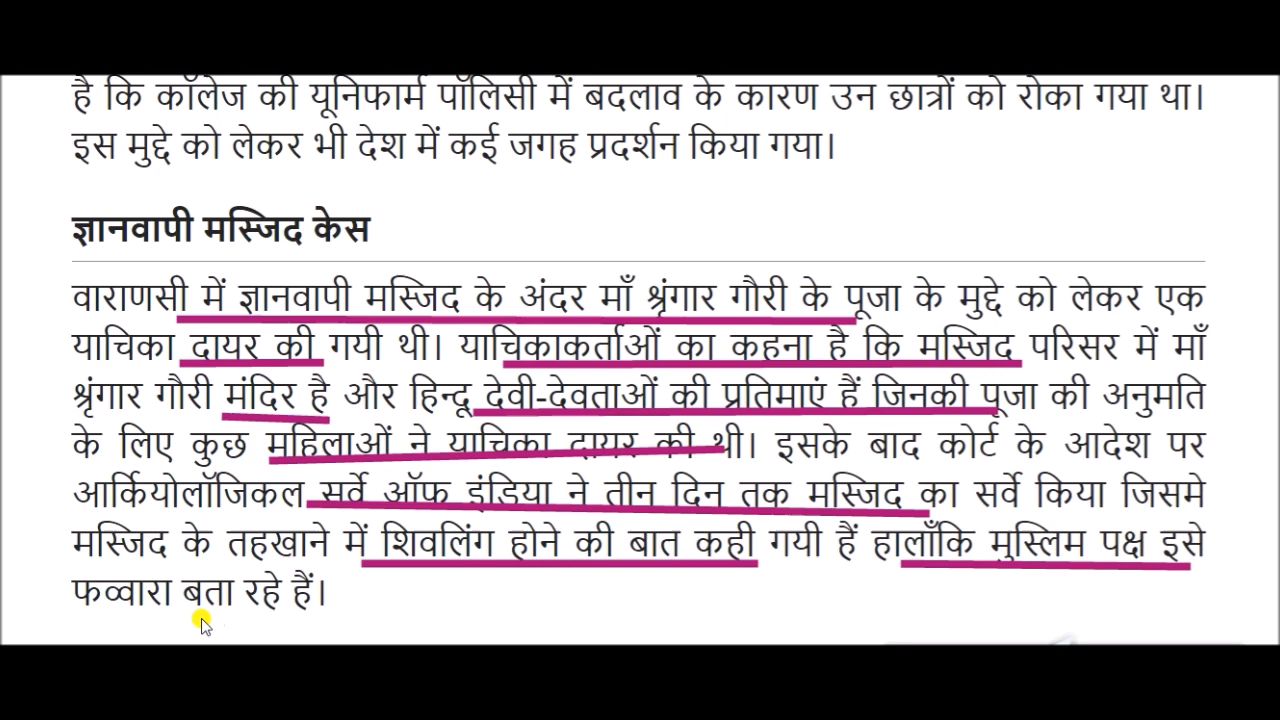 है कि कॉलेज की यूनिफार्म पॉलिसी में बदलाव के कारण उन छात्रों को रोका गया था।
इस मुद्दे को लेकर भी देश में कई जगह प्रदर्शन किया गया।
ज्ञानवापी मस्जिद केस
वाराणसी में ज्ञानवापी मस्जिद के अंदर माँ श्रृंगार गौरी के पूजा के मुद्दे को लेकर एक
याचिका दायर की गयी थी। याचिकाकर्ताओं का कहना है कि मस्जिद परिसर में माँ
श्रृंगार गौरी मंदिर है और हिन्दू देवी-देवताओं की प्रतिमाएं हैं जिनकी पूजा की अनुमति
के लिए कुछ महिलाओं ने याचिका दायर की थी। इसके बाद कोर्ट के आदेश पर
आर्कियोलॉजिकल सर्वे ऑफ इंडिया ने तीन दिन तक मस्जिद का सर्वे किया जिसमे
मस्जिद के तहखाने में शिवलिंग होने की बात कही गयी हैं हालाँकि मुस्लिम पक्ष इसे
फव्वारा बता रहे हैं।